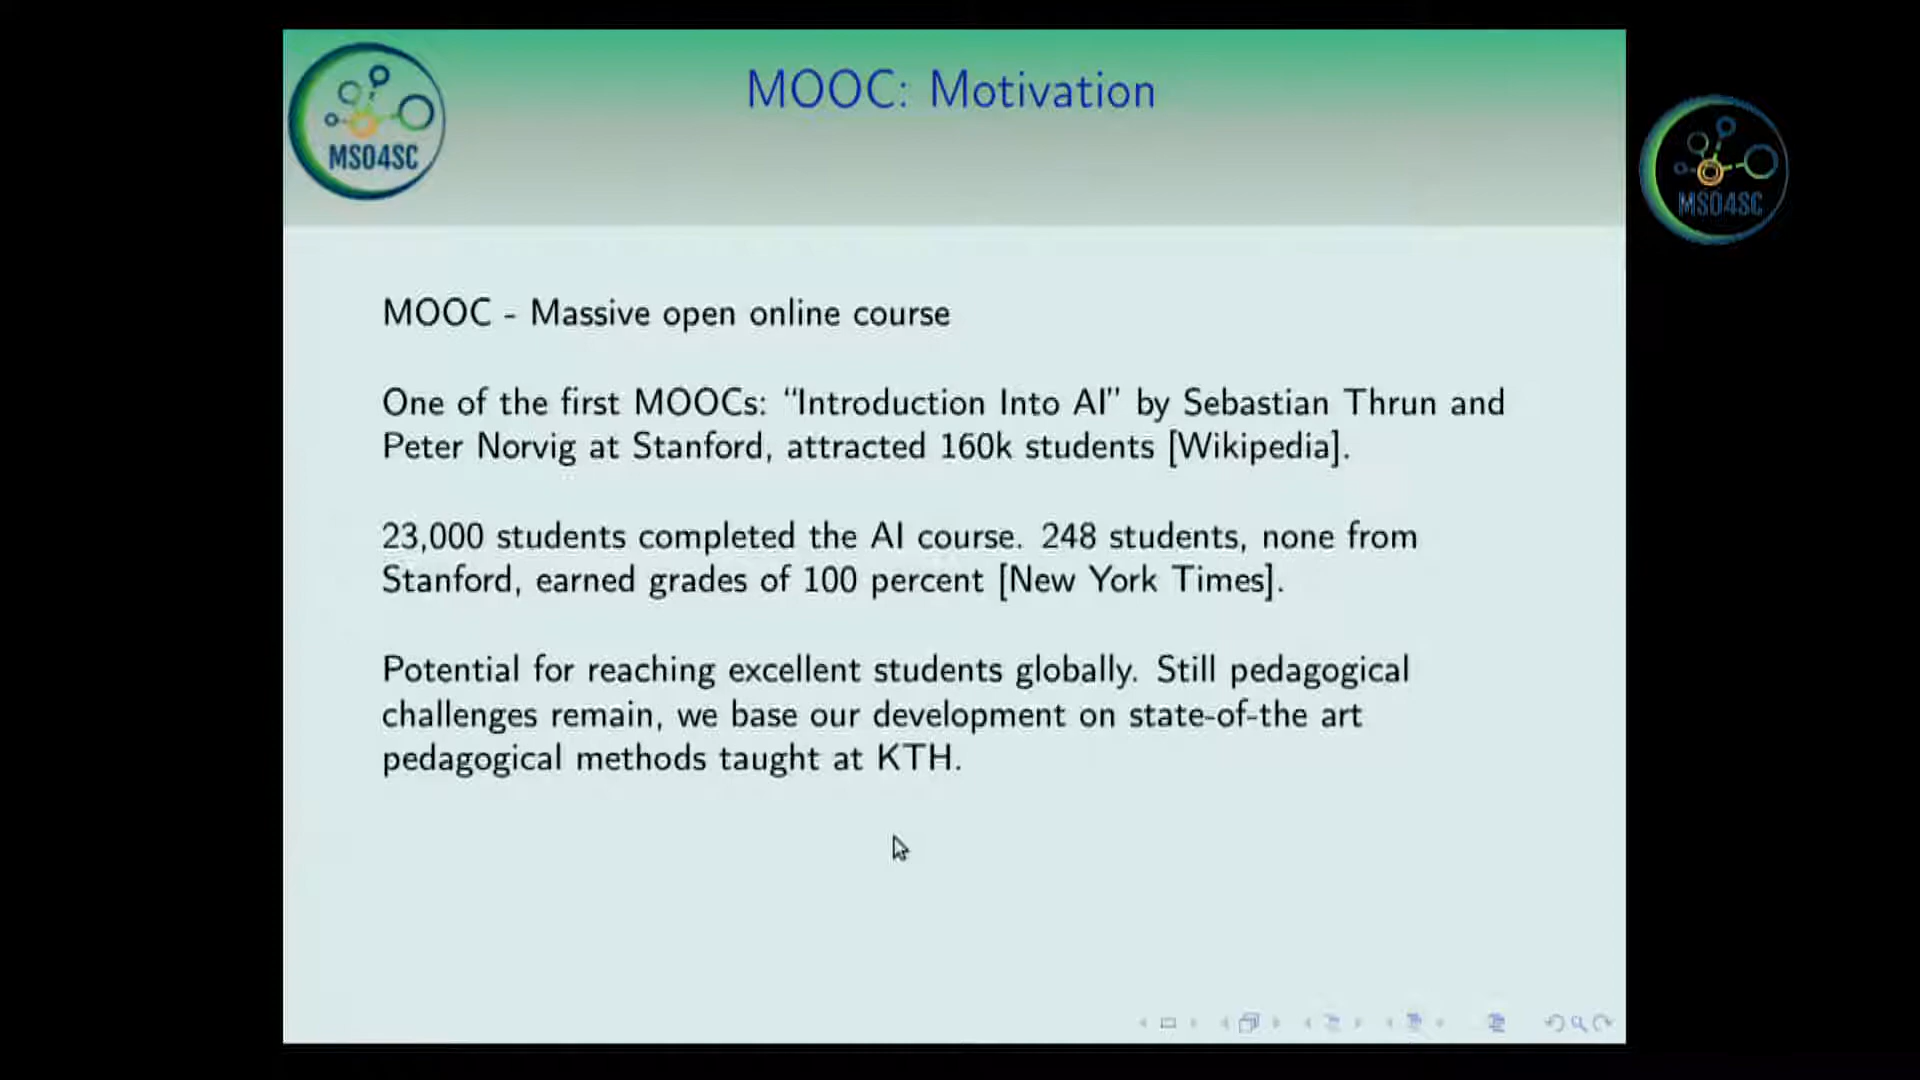 MOOC: Motivation
MSO4SC
MSO4SC
MOOC - Massive open online course
One of the first MOOCs: “Introduction Into AI” by Sebastian Thrun and
Peter Norvig at Stanford, attracted 160k students [Wikipedia].
23,000 students completed the AI course. 248 students, none from
Stanford, earned grades of 100 percent [New York Times].
Potential for reaching excellent students globally. Still pedagogical
challenges remain, we base our development on state-of-the art
pedagogical methods taught at KTH.